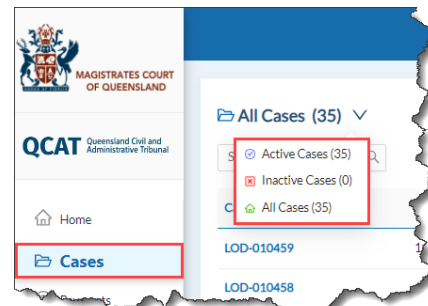 MAGISTRATES COURT
OF QUEENSLAND
QCAT Queensland Civil and
Administrative Tribunal
Home
Cases
All Cases (35)
Active Cases (35)
Inactive Cases (0)
All Cases (35)
LOD-010459
LOD-010458